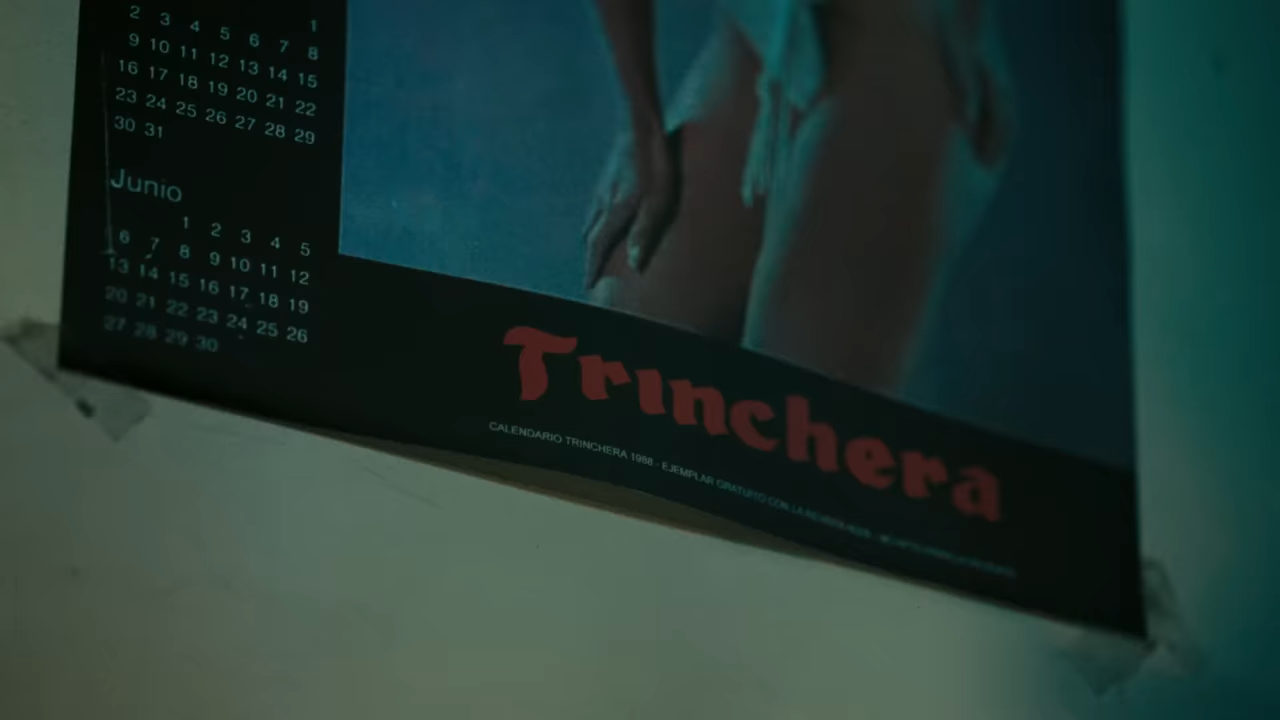 1
2 3 4 5 6 7 8
9 10 11 12 13 14 15
16 17 18 19 20 21 22
23 24 25 26 27 28 29
30 31
Junio
1 2 3 4 5
6 7 8 9 10 11 12
13 14 15 16 17 18 19
20 21 22 23 24 25 26
27 28 29 30
Trinchera
CALENDARIO TRINCHERA 1988 - EJEMPLAR GRATUITO CON LA REVISTA